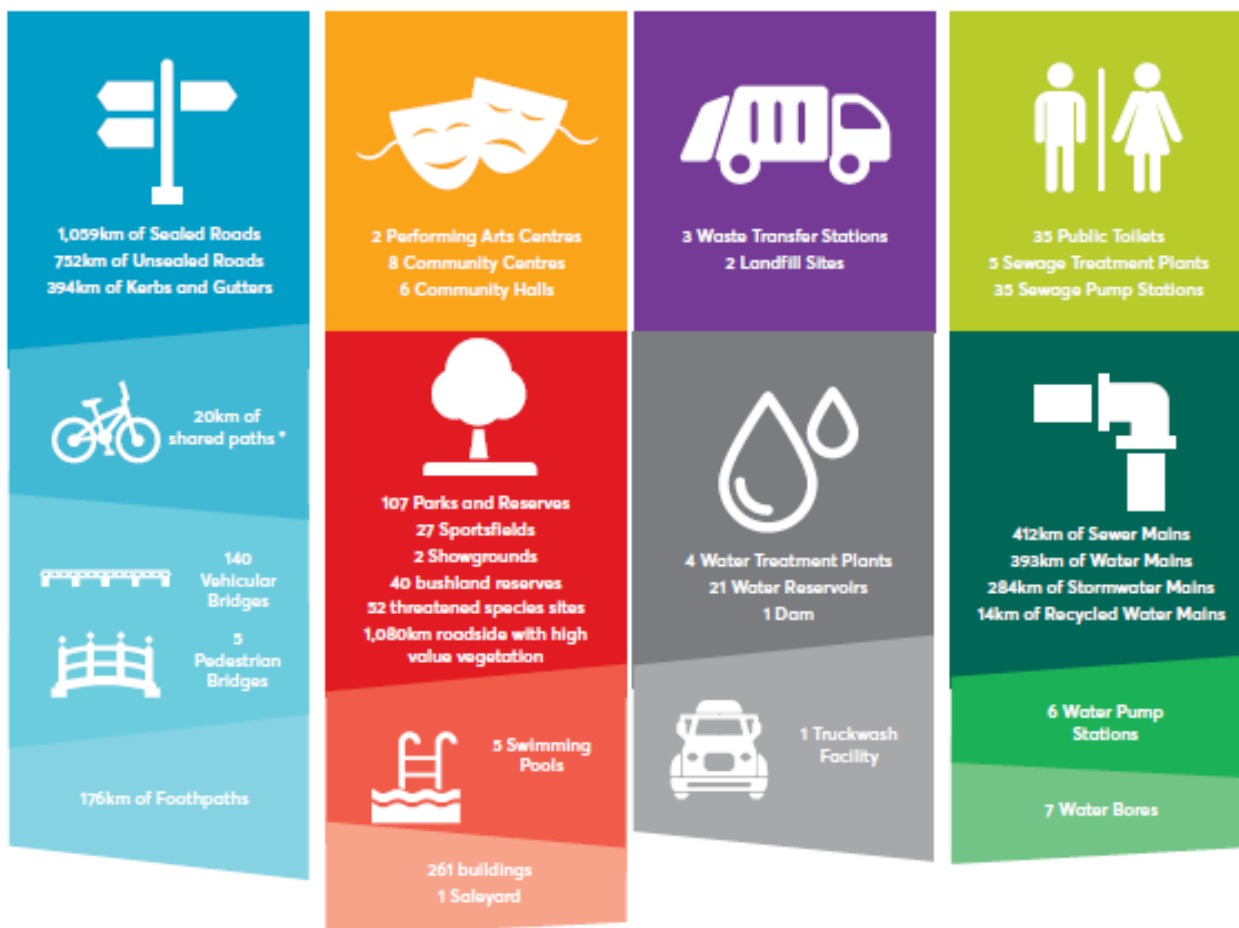 1,059km of Sealed Roads
752km of Unsealed Roads
394km of Kerbs and Gutters
20km of
shared paths *
140
Vehicular
Bridges
5
Pedestrian
Bridges
176km of Footpaths
2 Performing Arts Centres
8 Community Centres
6 Community Halls
107 Parks and Reserves
27 Sportsfields
2 Showgrounds
40 bushland reserves
52 threatened species sites
1,080km roadside with high
value vegetation
5 Swimming
Pools
261 buildings
1 Saleyard
3 Waste Transfer Stations
2 Landfill Sites
4 Water Treatment Plants
21 Water Reservoirs
1 Dam
1 Truckwash
Facility
35 Public Toilets
5 Sewage Treatment Plants
35 Sewage Pump Stations
412km of Sewer Mains
393km of Water Mains
284km of Stormwater Mains
14km of Recycled Water Mains
6 Water Pump
Stations
7 Water Bores